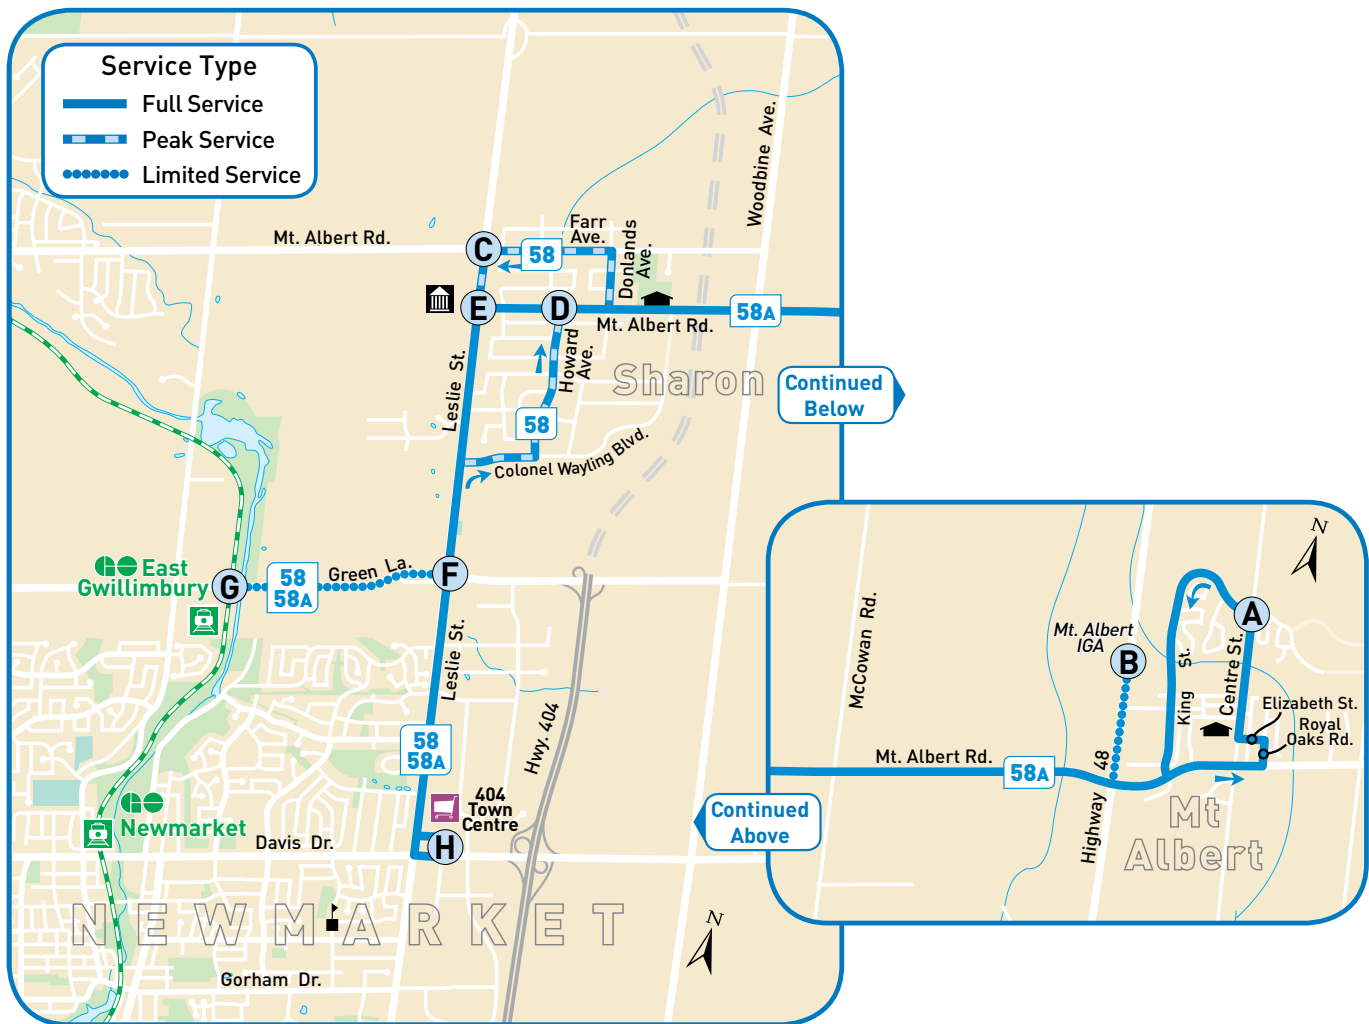 Service Type
Full Service
Peak Service
Limited Service
Woodbine Ave.
Mt. Albert Rd.
Farr
Ave.
Donlands
Ave.
C
58
E
D
58A
Mt. Albert Rd.
Howard
Ave.
Leslie St.
Sharon
Continued
Below
58
Colonel Wayling Blvd.
East
Gwillimbury
G
58
58A
Green La.
F
Leslie St.
Hwy. 404
58
58A
404
Town
Centre
H
Newmarket
Davis Dr.
NEWMARKET
Gorham Dr.
N
Continued
Above
N
McCowan Rd.
Mt. Albert
IGA
B
A
King St.
Centre St.
Elizabeth St.
Royal
Oaks Rd.
Mt. Albert Rd.
58A
Highway 48
Mt
Albert